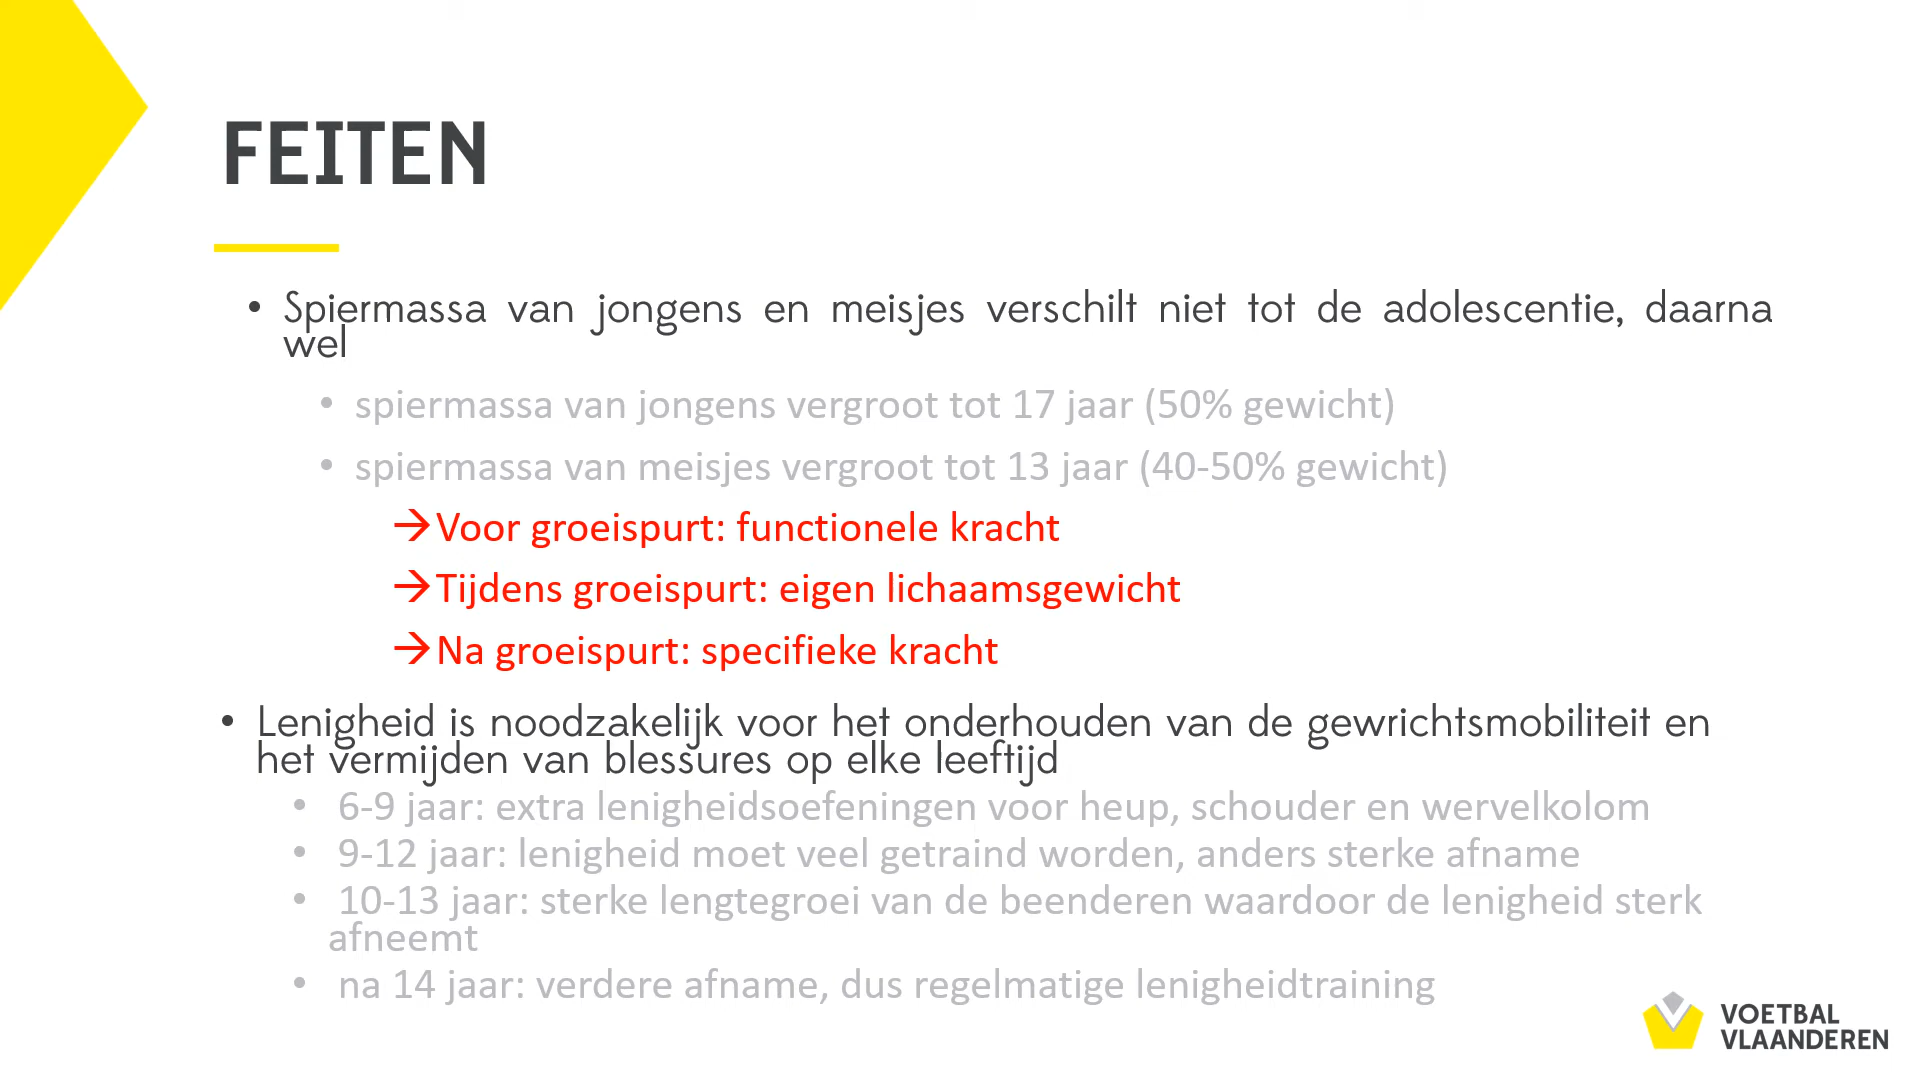 FEITEN
• Spiermassa van jongens en meisjes verschilt niet tot de adolescentie, daarna
wel
• spiermassa van jongens vergroot tot 17 jaar (50% gewicht)
• spiermassa van meisjes vergroot tot 13 jaar (40-50% gewicht)
→Voor groeispurt: functionele kracht
→Tijdens groeispurt: eigen lichaamsgewicht
→Na groeispurt: specifieke kracht
• Lenigheid is noodzakelijk voor het onderhouden van de gewrichtsmobiliteit en
het vermijden van blessures op elke leeftijd
• 6-9 jaar: extra lenigheidsoefeningen voor heup, schouder en wervelkolom
• 9-12 jaar: lenigheid moet veel getraind worden, anders sterke afname
• 10-13 jaar: sterke lengtegroei van de beenderen waardoor de lenigheid sterk
afneemt
• na 14 jaar: verdere afname, dus regelmatige lenigheidtraining
VOETBAL
VLAANDEREN